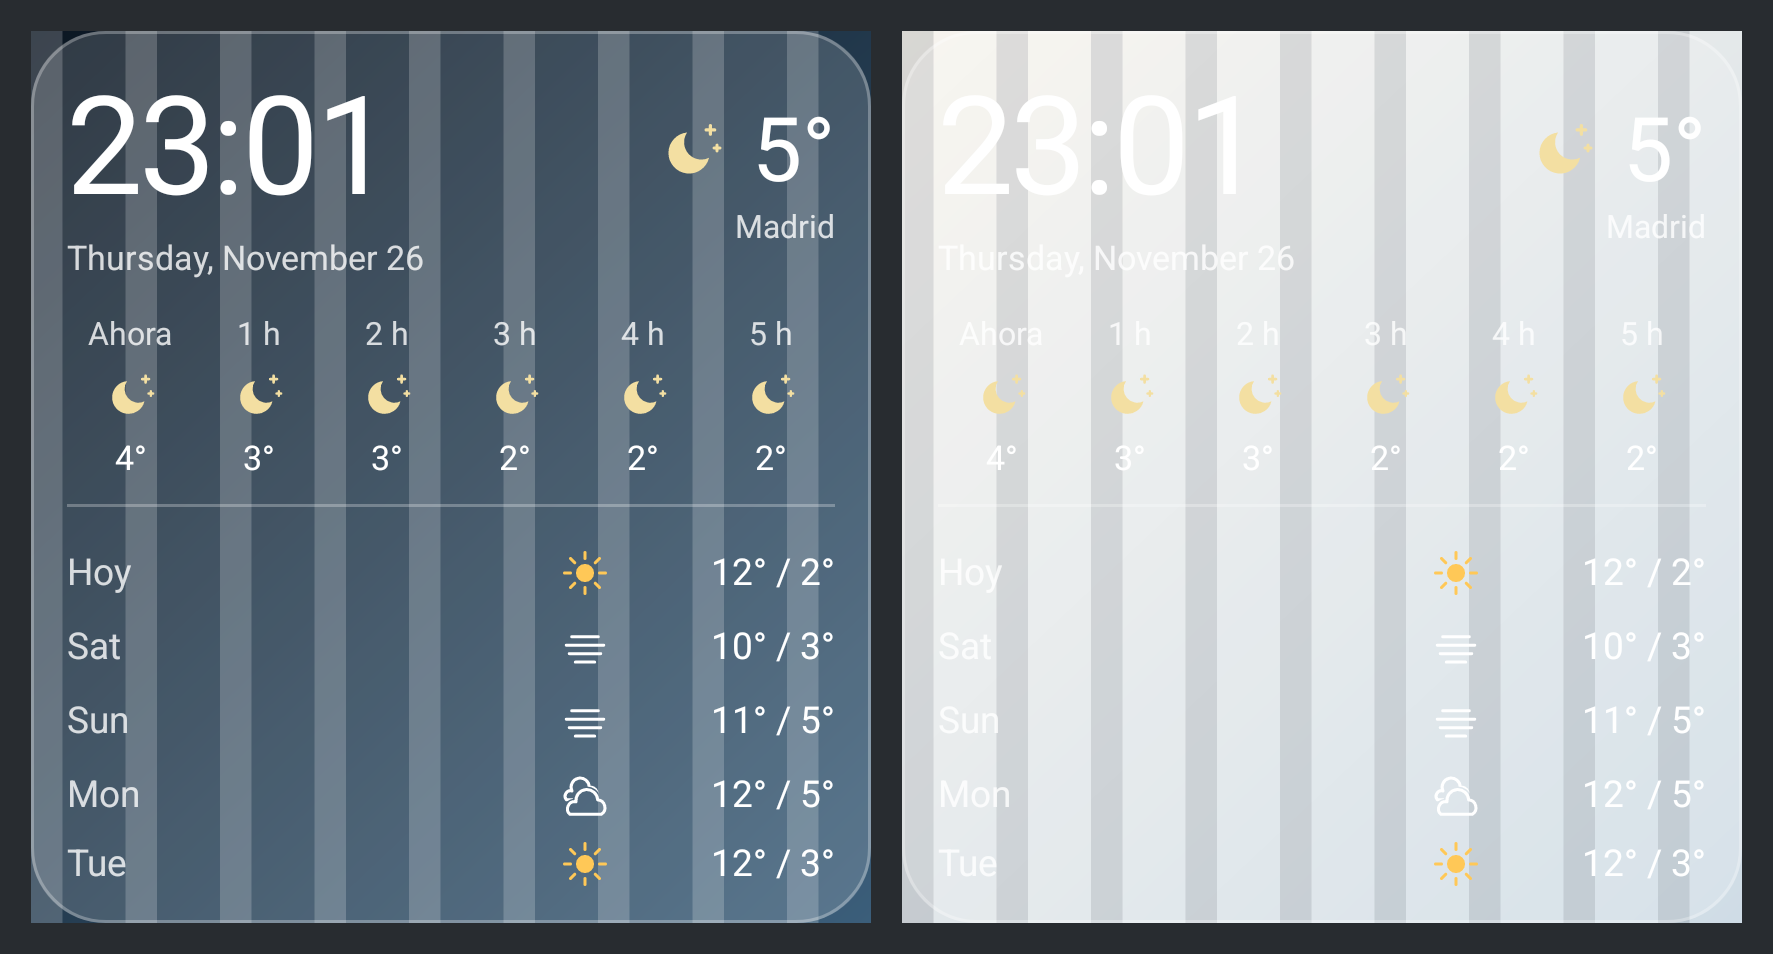 23:01
5°
Madrid
Thursday, November 26
Ahora 1 h 2 h 3 h 4 h 5 h
4° 3° 3° 2° 2° 2°
Hoy 12° / 2°
Sat 10° / 3°
Sun 11° / 5°
Mon 12° / 5°
Tue 12° / 3°
23:01
5°
Madrid
Thursday, November 26
Ahora 1 h 2 h 3 h 4 h 5 h
4° 3° 3° 2° 2° 2°
Hoy 12° / 2°
Sat 10° / 3°
Sun 11° / 5°
Mon 12° / 5°
Tue 12° / 3°